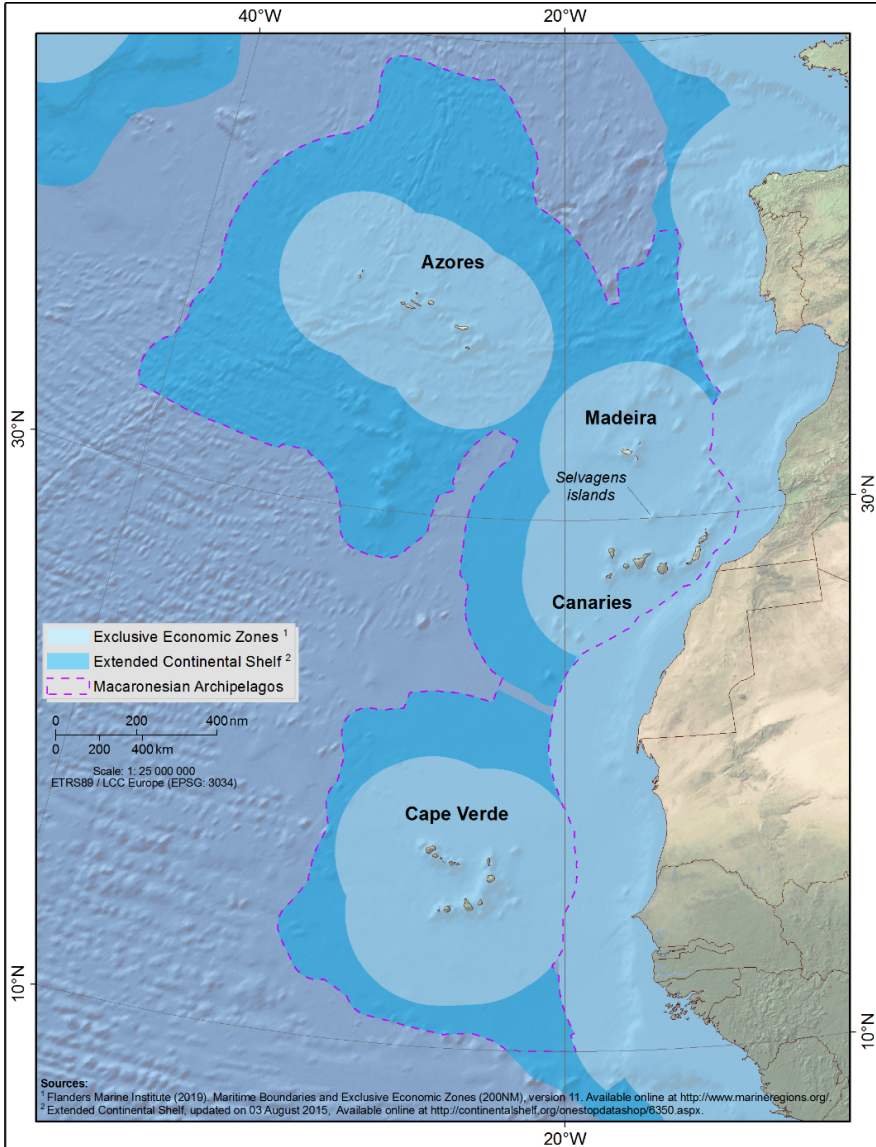 40°W
20°W
Azores
Madeira
30°N
Selvagens
islands
30°N
Canaries
Exclusive Economic Zones 1
Extended Continental Shelf 2
Macaronesian Archipelagos
0 200 400 nm
0 200 400 km
Scale: 1: 25 000 000
ETRS89 / LCC Europe (EPSG: 3034)
Cape Verde
10°N
10°N
Sources:
1 Flanders Marine Institute (2019). Maritime Boundaries and Exclusive Economic Zones (200NM), version 11. Available online at http://www.marineregions.org/.
2 Extended Continental Shelf, updated on 03 August 2015, Available online at http://continentalshelf.org/onestopdatashop/6350.aspx.
20°W